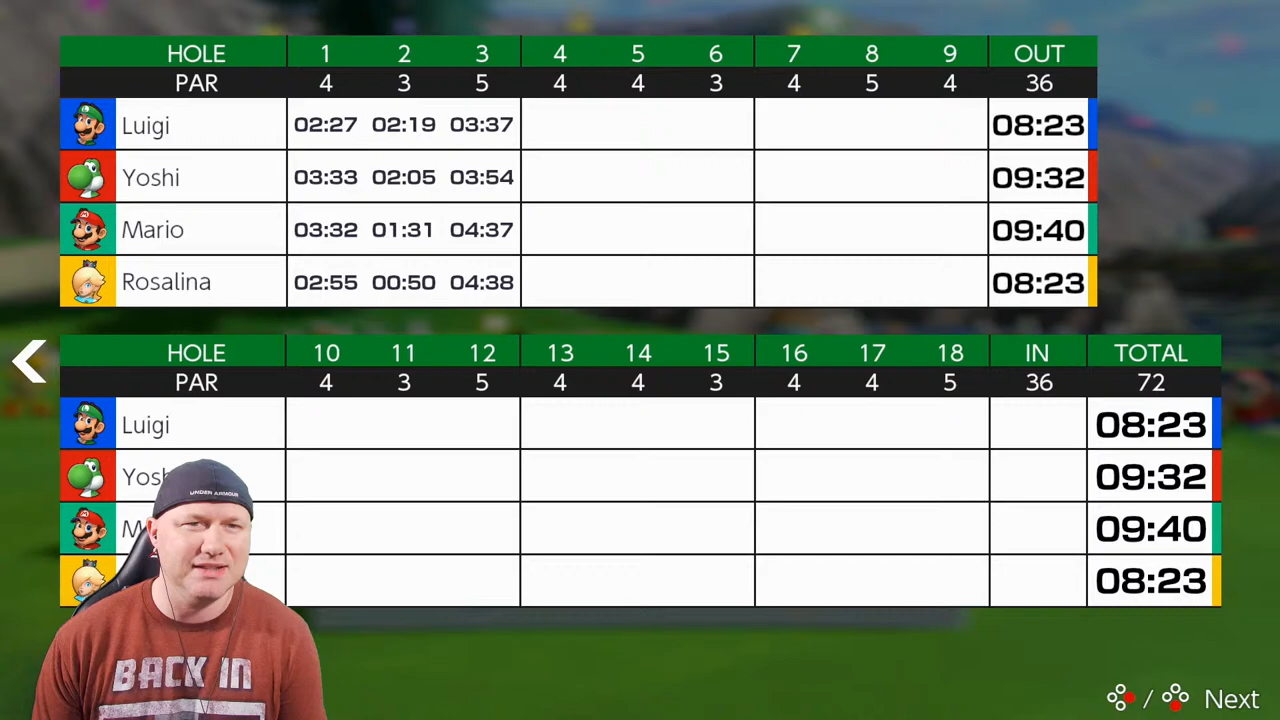 HOLE 1 2 3 4 5 6 7 8 9 OUT
PAR 4 3 5 4 4 3 4 5 4 36
Luigi 02:27 02:19 03:37 08:23
Yoshi 03:33 02:05 03:54 09:32
Mario 03:32 01:31 04:37 09:40
Rosalina 02:55 00:50 04:38 08:23
HOLE 10 11 12 13 14 15 16 17 18 IN TOTAL
PAR 4 3 5 4 4 3 4 4 5 36 72
Luigi 08:23
Yosh 09:32
M 09:40
08:23
UNDER ARMOUR
BACK IN
/ Next